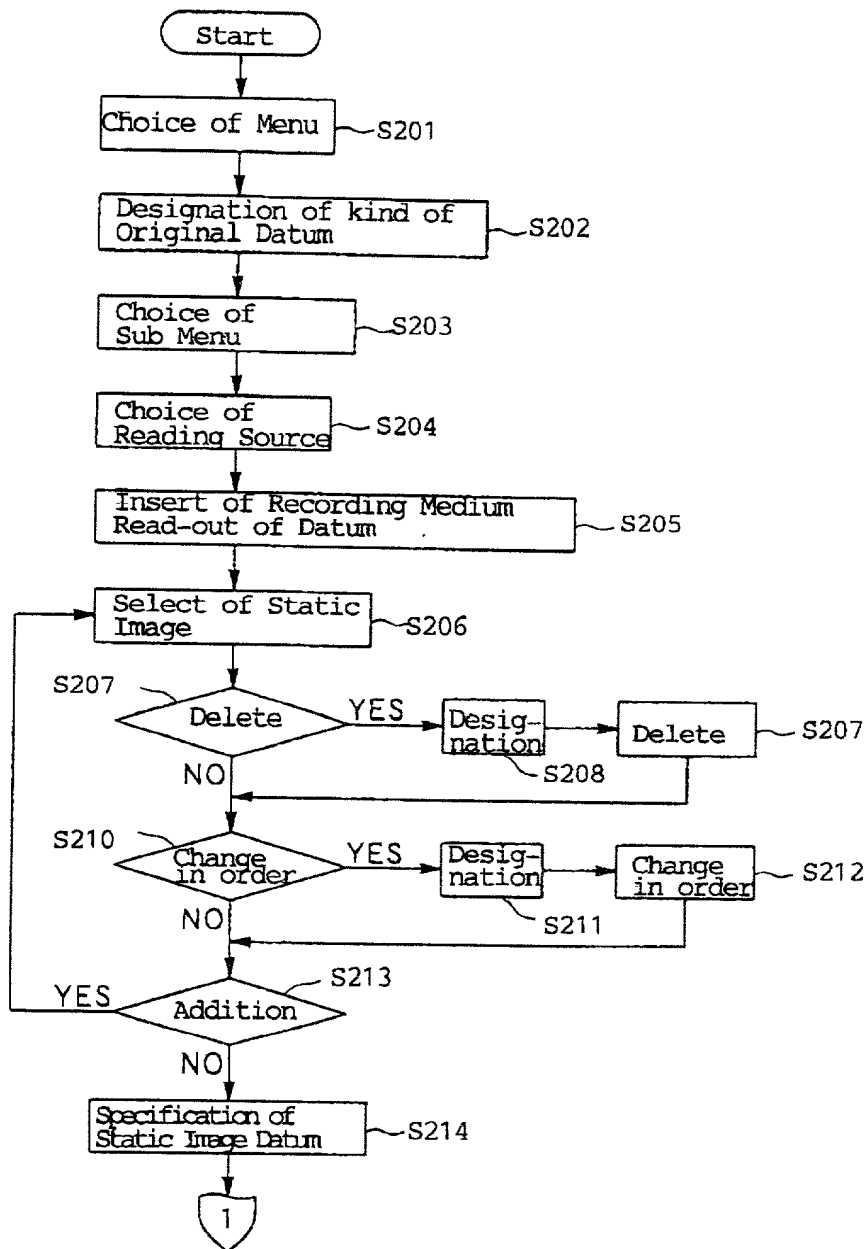 Start
Choice of Menu
S201
Designation of kind of
Original Datum
S202
Choice of
Sub Menu
S203
Choice of
Reading Source
S204
Insert of Recording Medium
Read-out of Datum
S205
Select of Static
Image
S206
S207
Delete
YES
Desig-
nation
S208
Delete
S207
NO
S210
Change
in order
YES
Desig-
nation
S211
Change
in order
S212
NO
S213
YES
Addition
NO
Specification of
Static Image Datum
S214
1